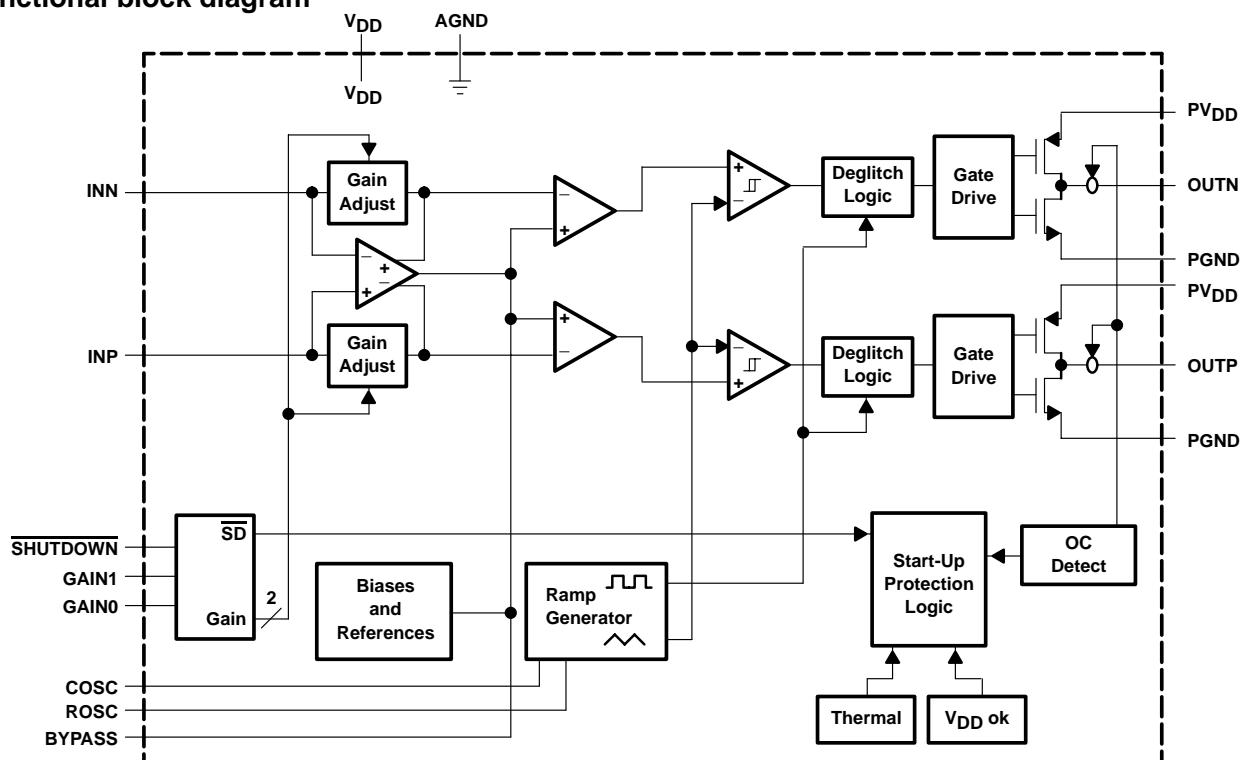 nctional block diagram
VDD
AGND
VDD
PVDD
INN
Gain
Adjust
−
+
+
−
Deglitch
Logic
Gate
Drive
OUTN
−
+
−
+
PGND
PVDD
INP
Gain
Adjust
+
−
−
+
Deglitch
Logic
Gate
Drive
OUTP
PGND
SHUTDOWN
GAIN1
GAIN0
SD
Gain
2
Biases
and
References
Ramp
Generator
Start-Up
Protection
Logic
OC
Detect
COSC
ROSC
BYPASS
Thermal
VDD ok